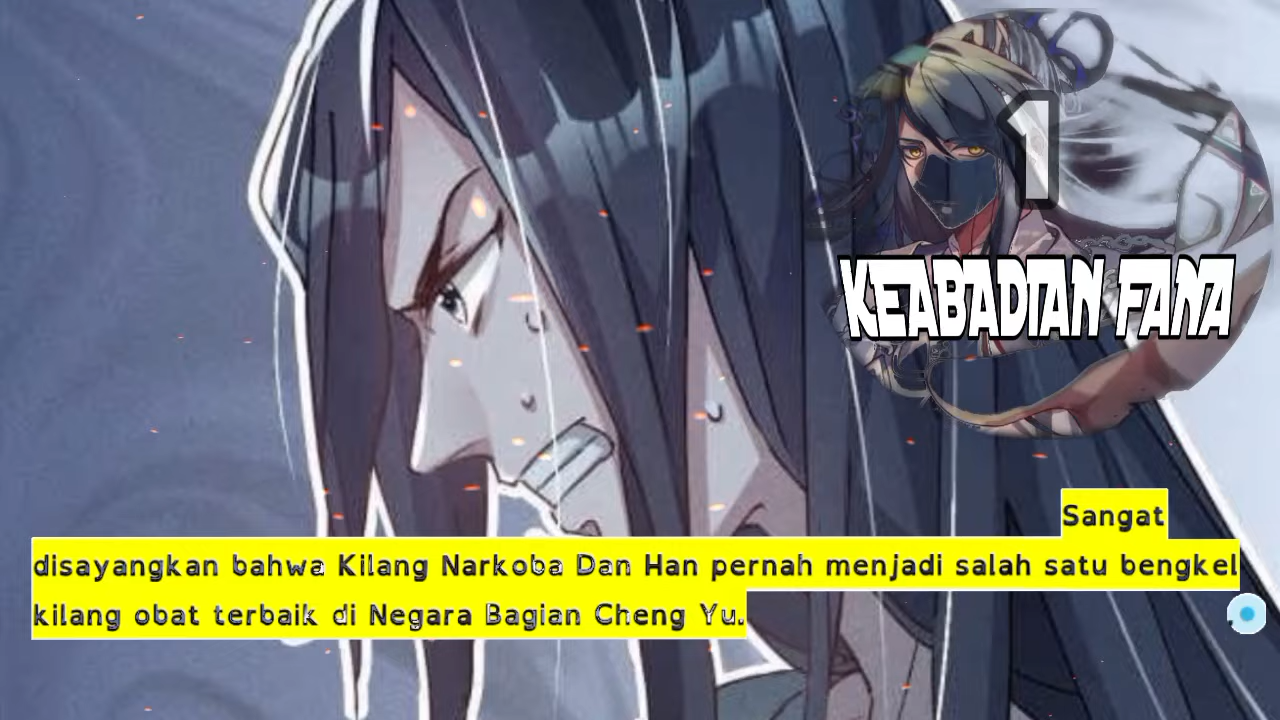 1
KEABADIAN FANA
Sangat
disayangkan bahwa Kilang Narkoba Dan Han pernah menjadi salah satu bengkel
kilang obat terbaik di Negara Bagian Cheng Yu.